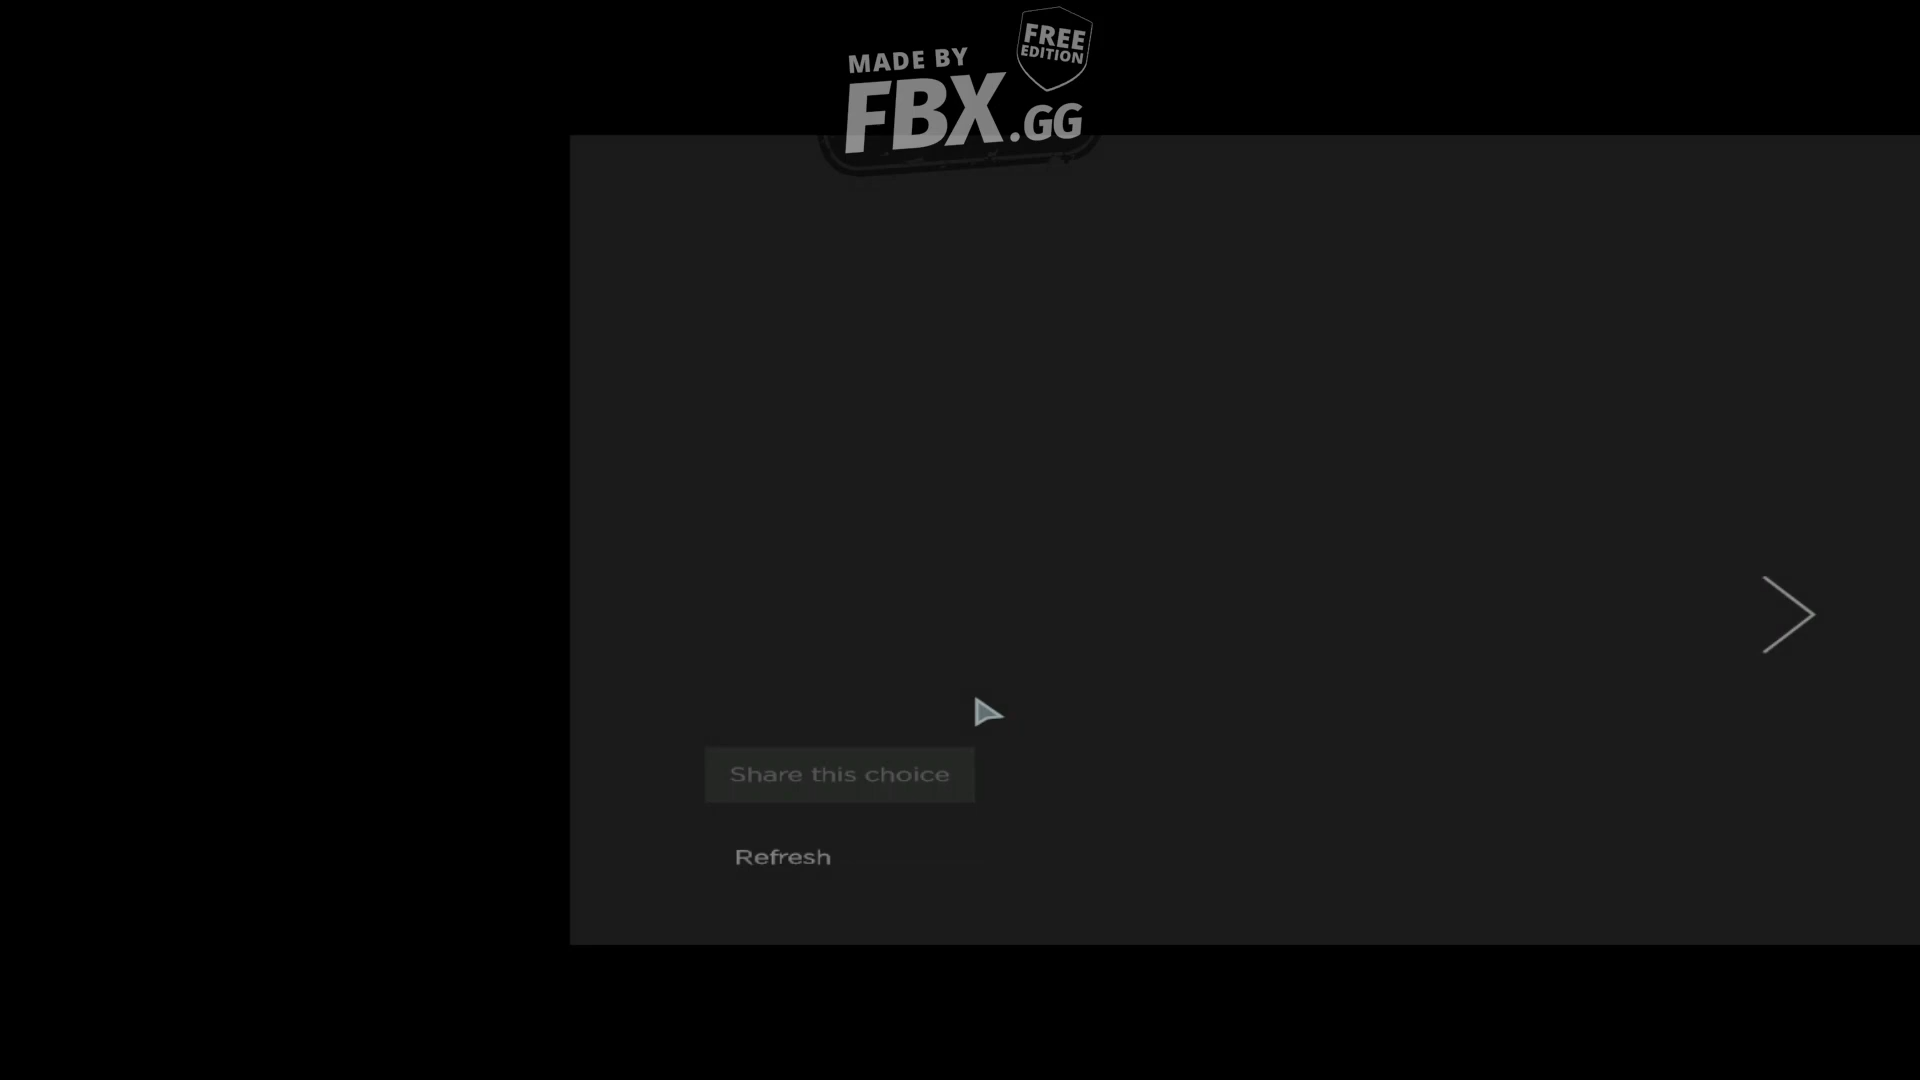 FREE
EDITION
MADE BY
FBX.GG
Share this choice
Refresh